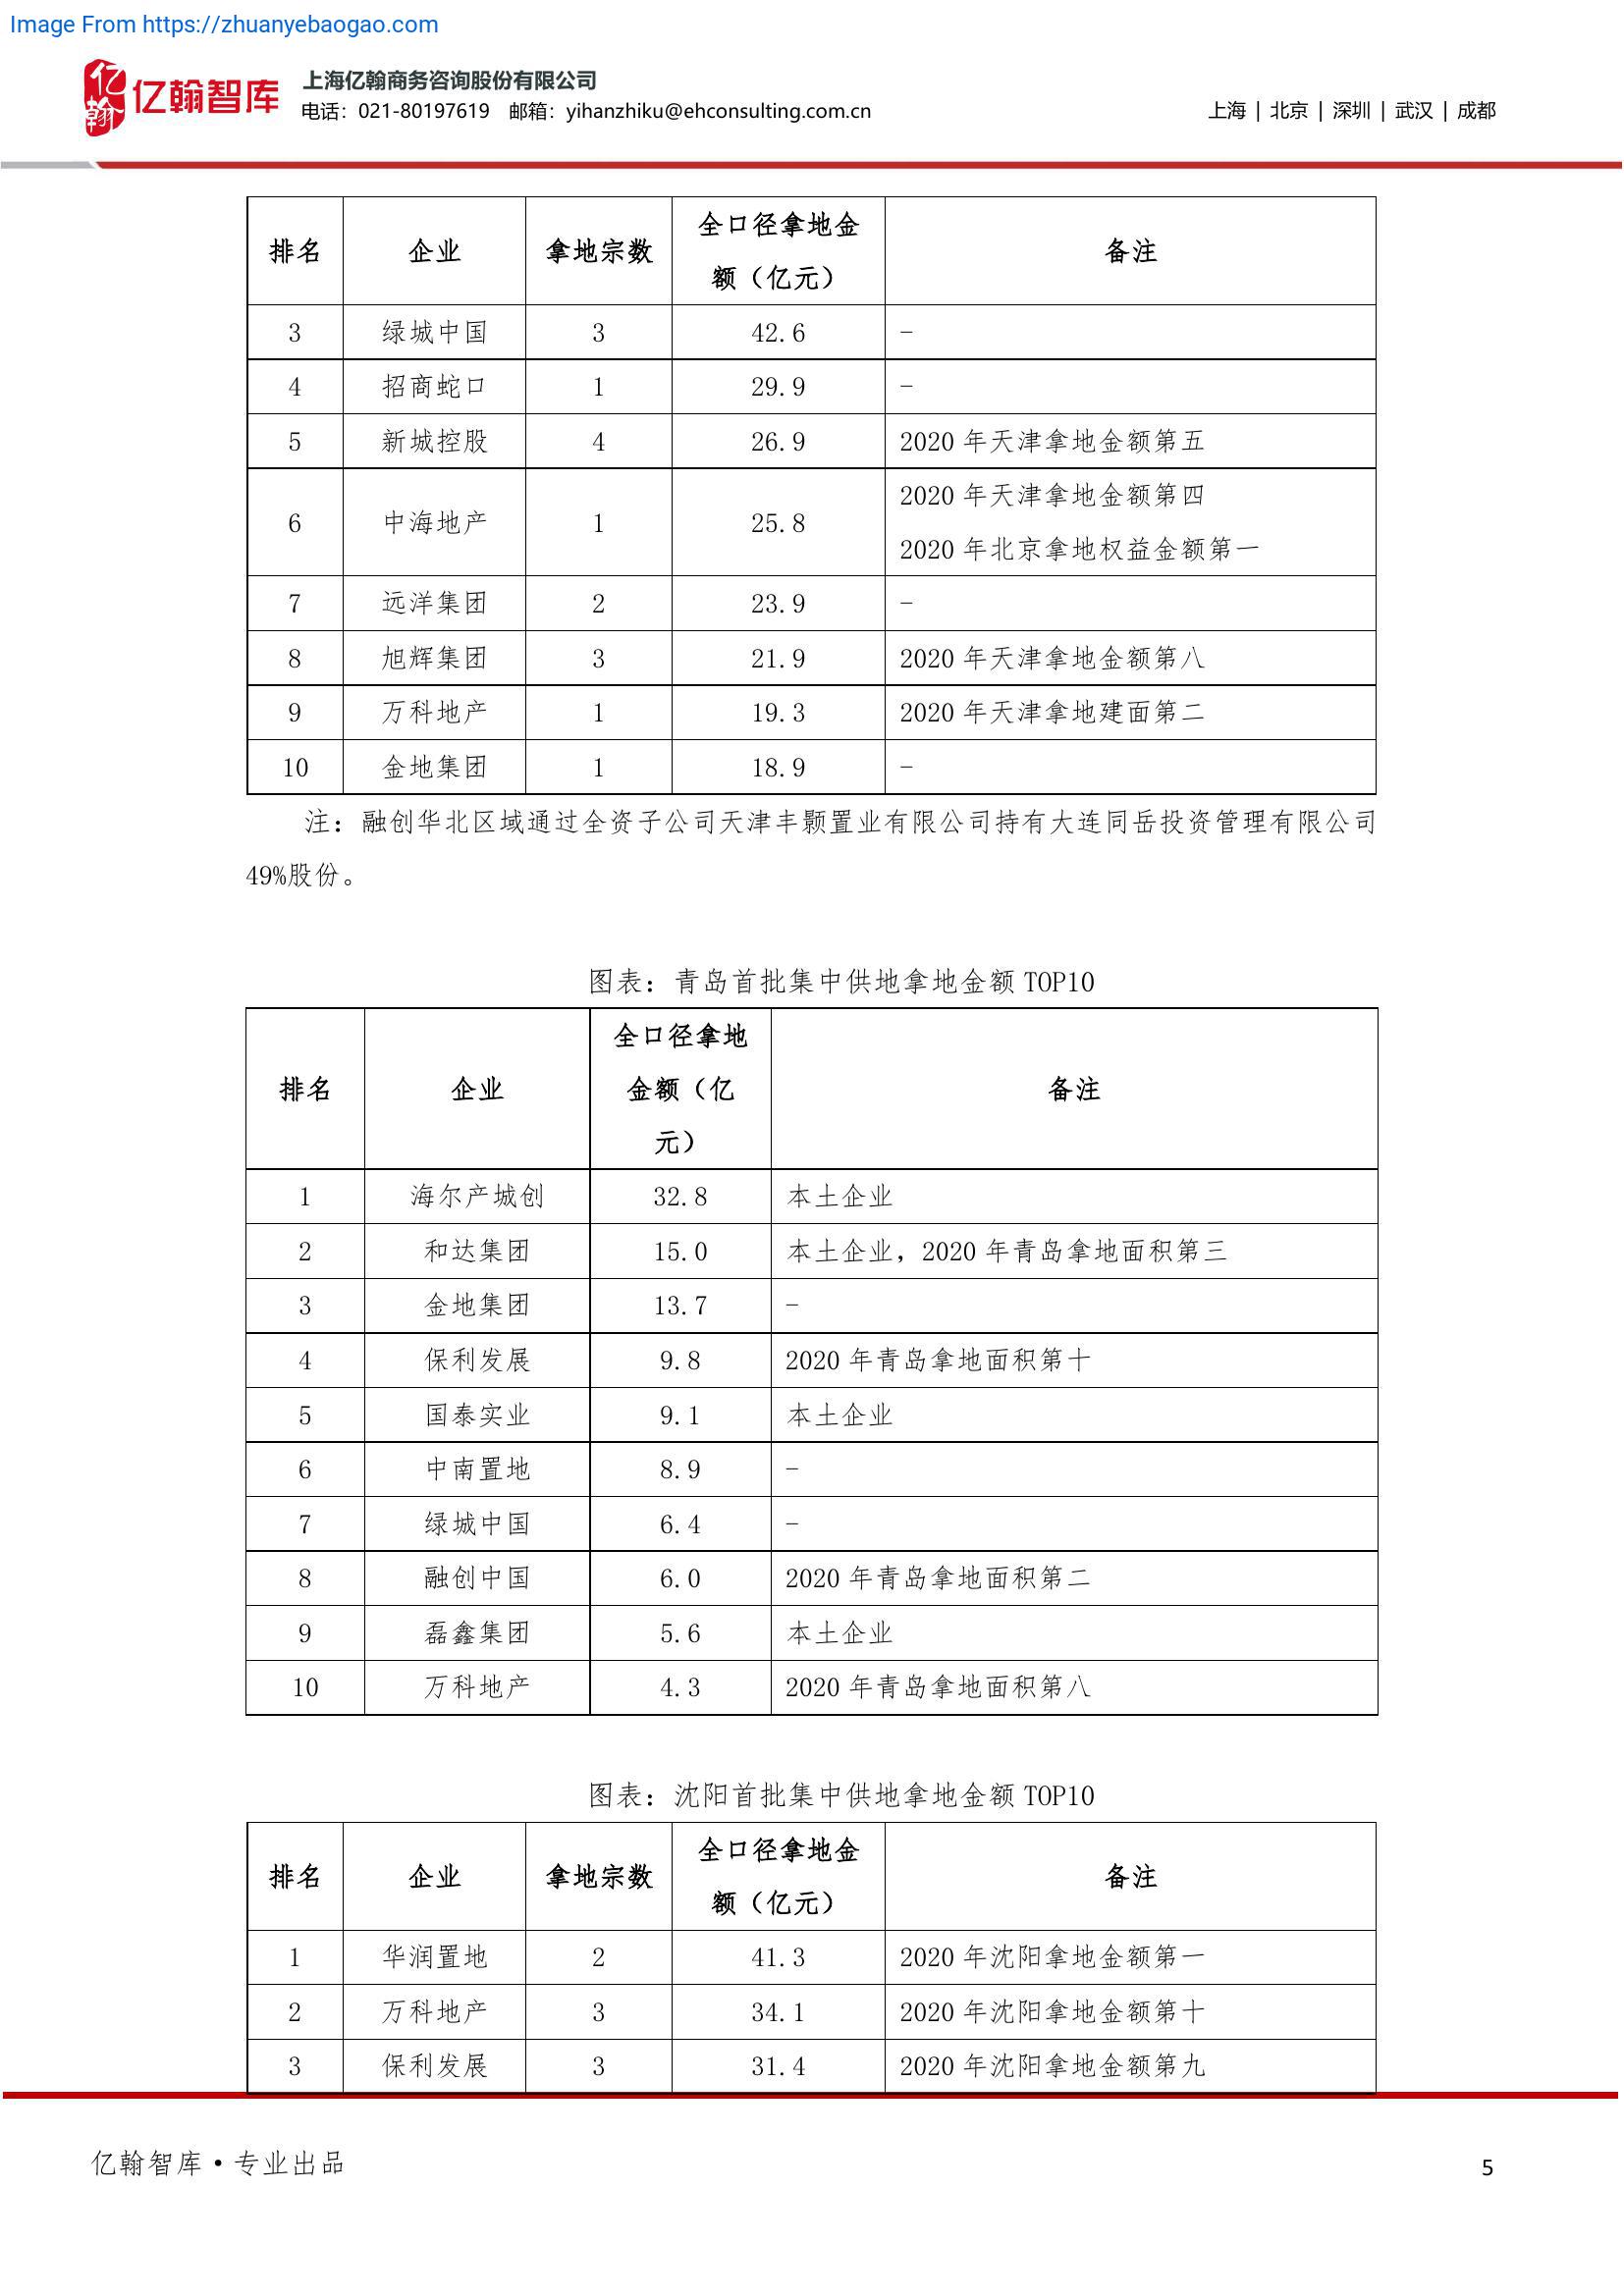 Image From https://zhuanyebaogao.com
亿翰
亿翰智库
上海亿翰商务咨询股份有限公司
电话：021-80197619 邮箱：yihanzhiku@ehconsulting.com.cn
上海 | 北京 | 深圳 | 武汉 | 成都
排名 企业 拿地宗数 全口径拿地金额（亿元） 备注
3 绿城中国 3 42.6 -
4 招商蛇口 1 29.9 -
5 新城控股 4 26.9 2020 年天津拿地金额第五
6 中海地产 1 25.8 2020 年天津拿地金额第四
2020 年北京拿地权益金额第一
7 远洋集团 2 23.9 -
8 旭辉集团 3 21.9 2020 年天津拿地金额第八
9 万科地产 1 19.3 2020 年天津拿地建面第二
10 金地集团 1 18.9 -
注：融创华北区域通过全资子公司天津丰颢置业有限公司持有大连同岳投资管理有限公司
49%股份。
图表：青岛首批集中供地拿地金额 TOP10
排名 企业 全口径拿地金额（亿元） 备注
1 海尔产城创 32.8 本土企业
2 和达集团 15.0 本土企业，2020 年青岛拿地面积第三
3 金地集团 13.7 -
4 保利发展 9.8 2020 年青岛拿地面积第十
5 国泰实业 9.1 本土企业
6 中南置地 8.9 -
7 绿城中国 6.4 -
8 融创中国 6.0 2020 年青岛拿地面积第二
9 磊鑫集团 5.6 本土企业
10 万科地产 4.3 2020 年青岛拿地面积第八
图表：沈阳首批集中供地拿地金额 TOP10
排名 企业 拿地宗数 全口径拿地金额（亿元） 备注
1 华润置地 2 41.3 2020 年沈阳拿地金额第一
2 万科地产 3 34.1 2020 年沈阳拿地金额第十
3 保利发展 3 31.4 2020 年沈阳拿地金额第九
亿翰智库·专业出品
5